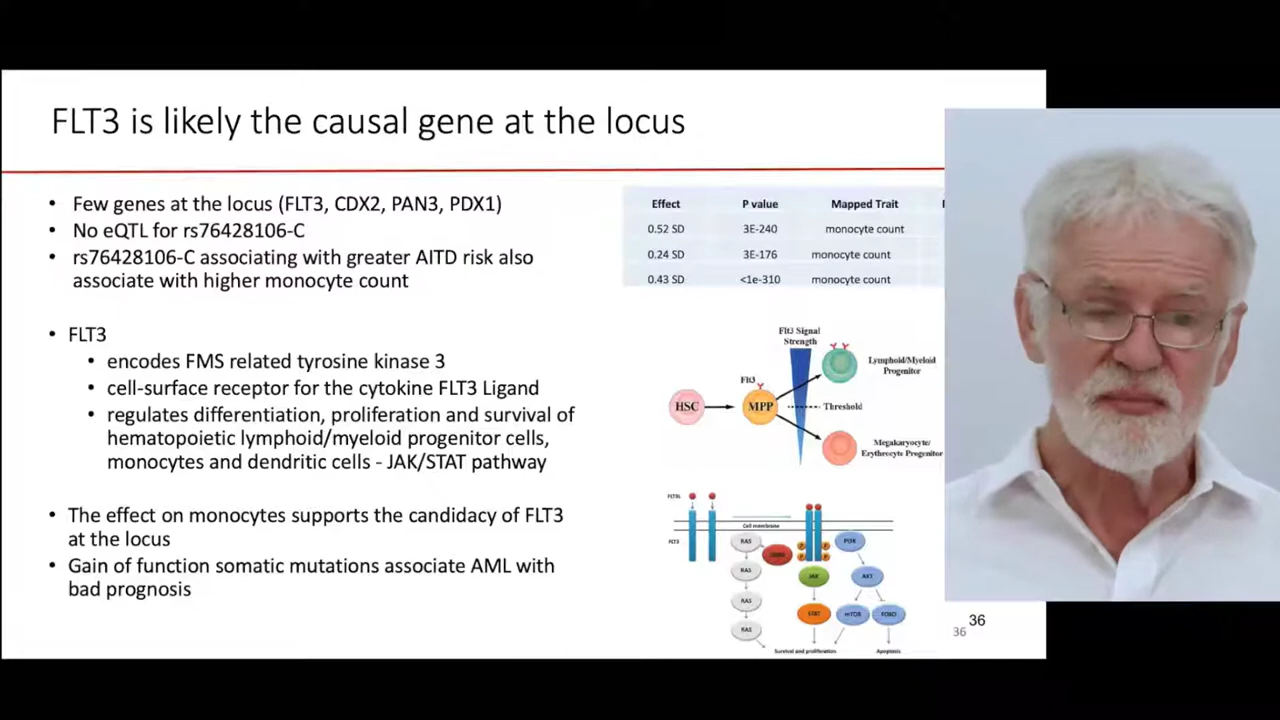 FLT3 is likely the causal gene at the locus
• Few genes at the locus (FLT3, CDX2, PAN3, PDX1)
• No eQTL for rs76428106-C
• rs76428106-C associating with greater AITD risk also
associate with higher monocyte count
• FLT3
• encodes FMS related tyrosine kinase 3
• cell-surface receptor for the cytokine FLT3 Ligand
• regulates differentiation, proliferation and survival of
hematopoietic lymphoid/myeloid progenitor cells,
monocytes and dendritic cells - JAK/STAT pathway
• The effect on monocytes supports the candidacy of FLT3
at the locus
• Gain of function somatic mutations associate AML with
bad prognosis
Effect P value Mapped Trait
0.52 SD 3E-240 monocyte count
0.24 SD 3E-176 monocyte count
0.43 SD <1e-310 monocyte count
Flt3 Signal
Strength
Flt3
HSC
MPP
Lymphoid/Myeloid
Progenitor
Threshold
Megakaryocyte/
Erythrocyte Progenitor
FLT3L
Cell membrane
FLT3
RAS
PI3K
RAS
JAK
AKT
RAS
STAT
mTOR
FOXO
RAS
Survival and proliferation
Apoptosis
36
36